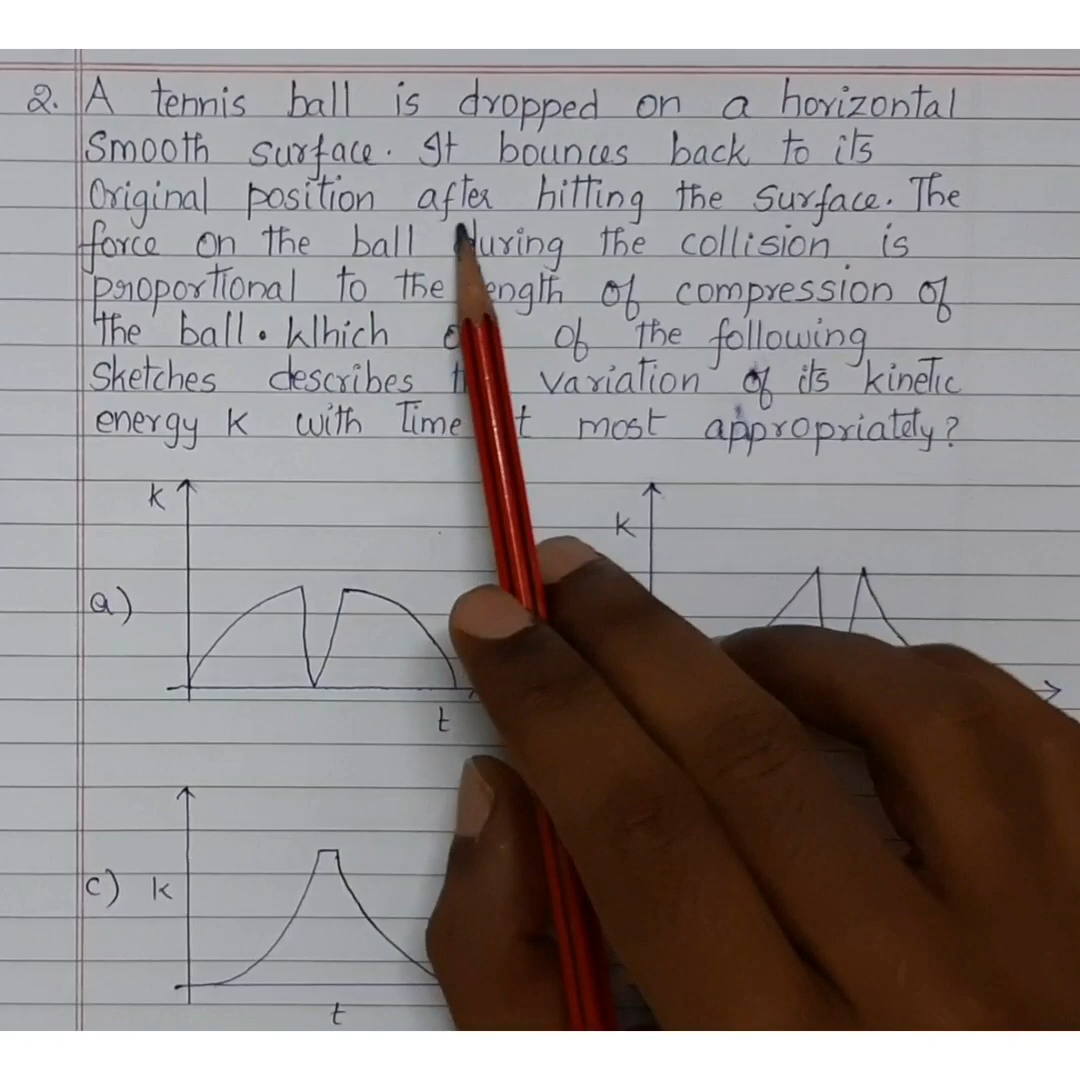 2. A tennis ball is dropped on a horizontal
Smooth surface. It bounces back to its
Original position after hitting the surface. The
force on the ball during the collision is
proportional to the length of compression of
the ball. Which of the following
Sketches describes variation of its kinetic
energy K with Time t most appropriately?
K
K
a)
t
c) K
t